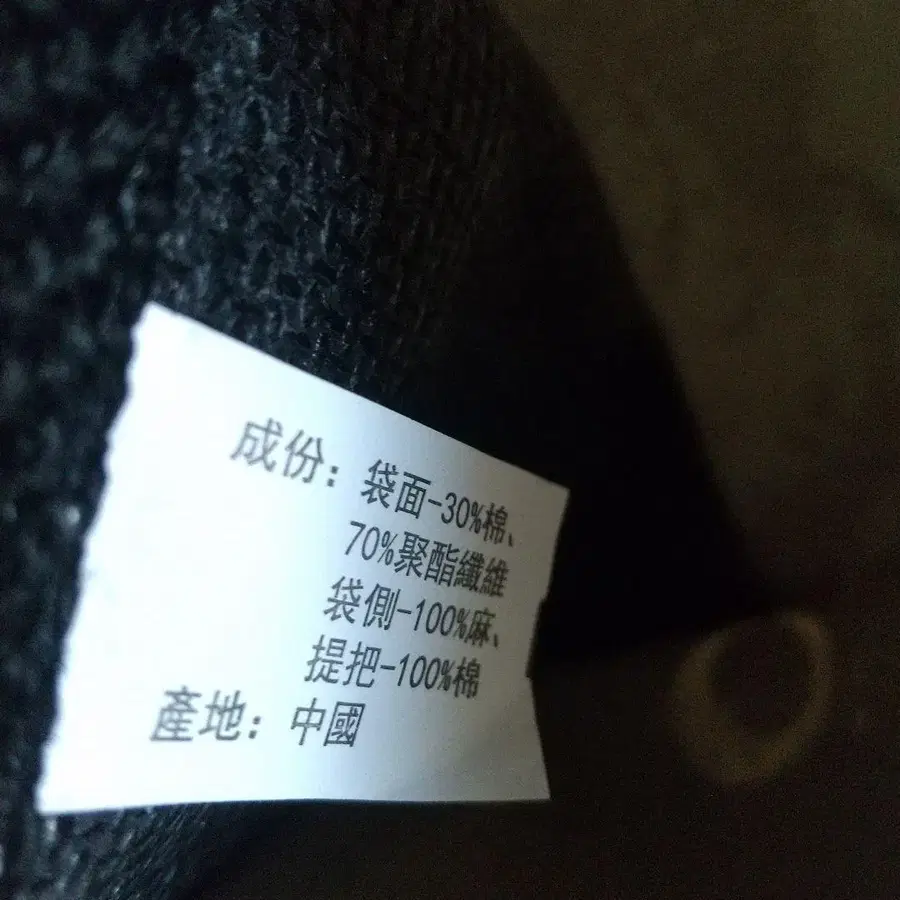 成份：袋面-30%棉、
70%聚酯纖維
袋側-100%麻、
提把-100%棉
產地：中國